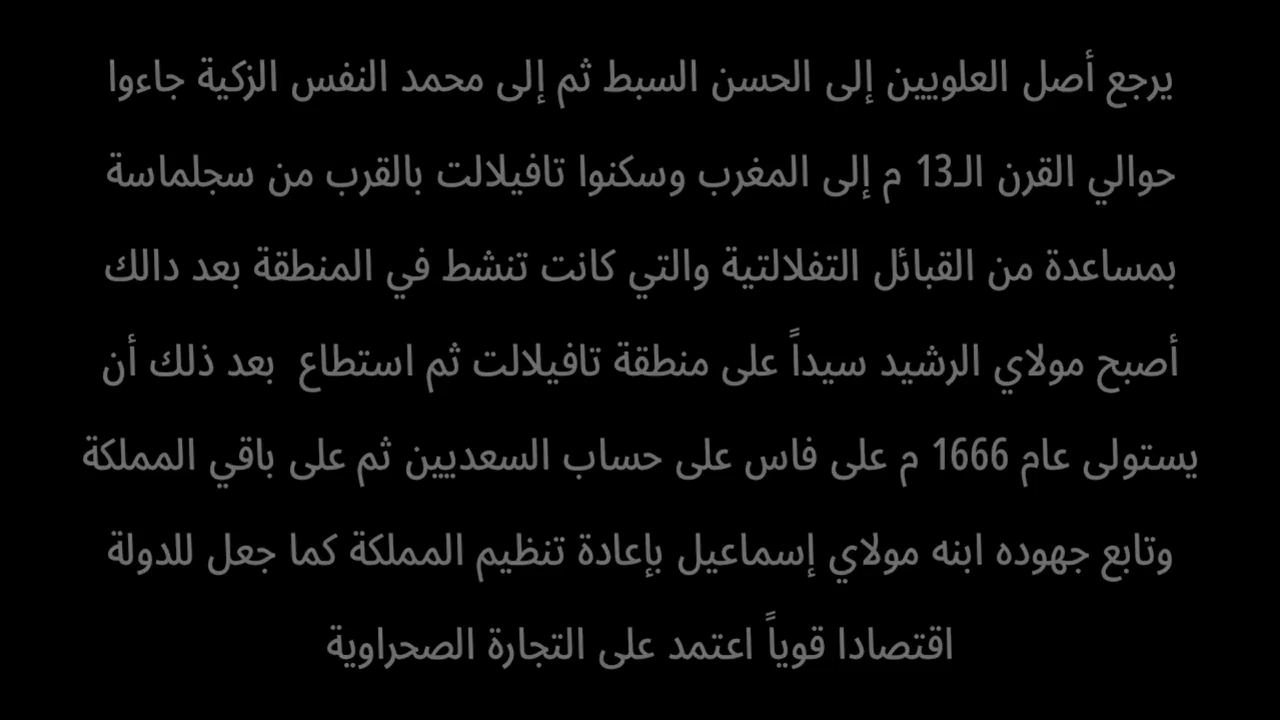 يرجع أصل العلويين إلى الحسن السبط ثم إلى محمد النفس الزكية جاءوا
حوالي القرن الـ13 م إلى المغرب وسكنوا تافيلالت بالقرب من سجلماسة
بمساعدة من القبائل التفلالتية والتي كانت تنشط في المنطقة بعد دالك
أصبح مولاي الرشيد سيداً على منطقة تافيلالت ثم استطاع  بعد ذلك أن
يستولى عام 1666 م على فاس على حساب السعديين ثم على باقي المملكة
وتابع جهوده ابنه مولاي إسماعيل بإعادة تنظيم المملكة كما جعل للدولة
اقتصادا قوياً اعتمد على التجارة الصحراوية